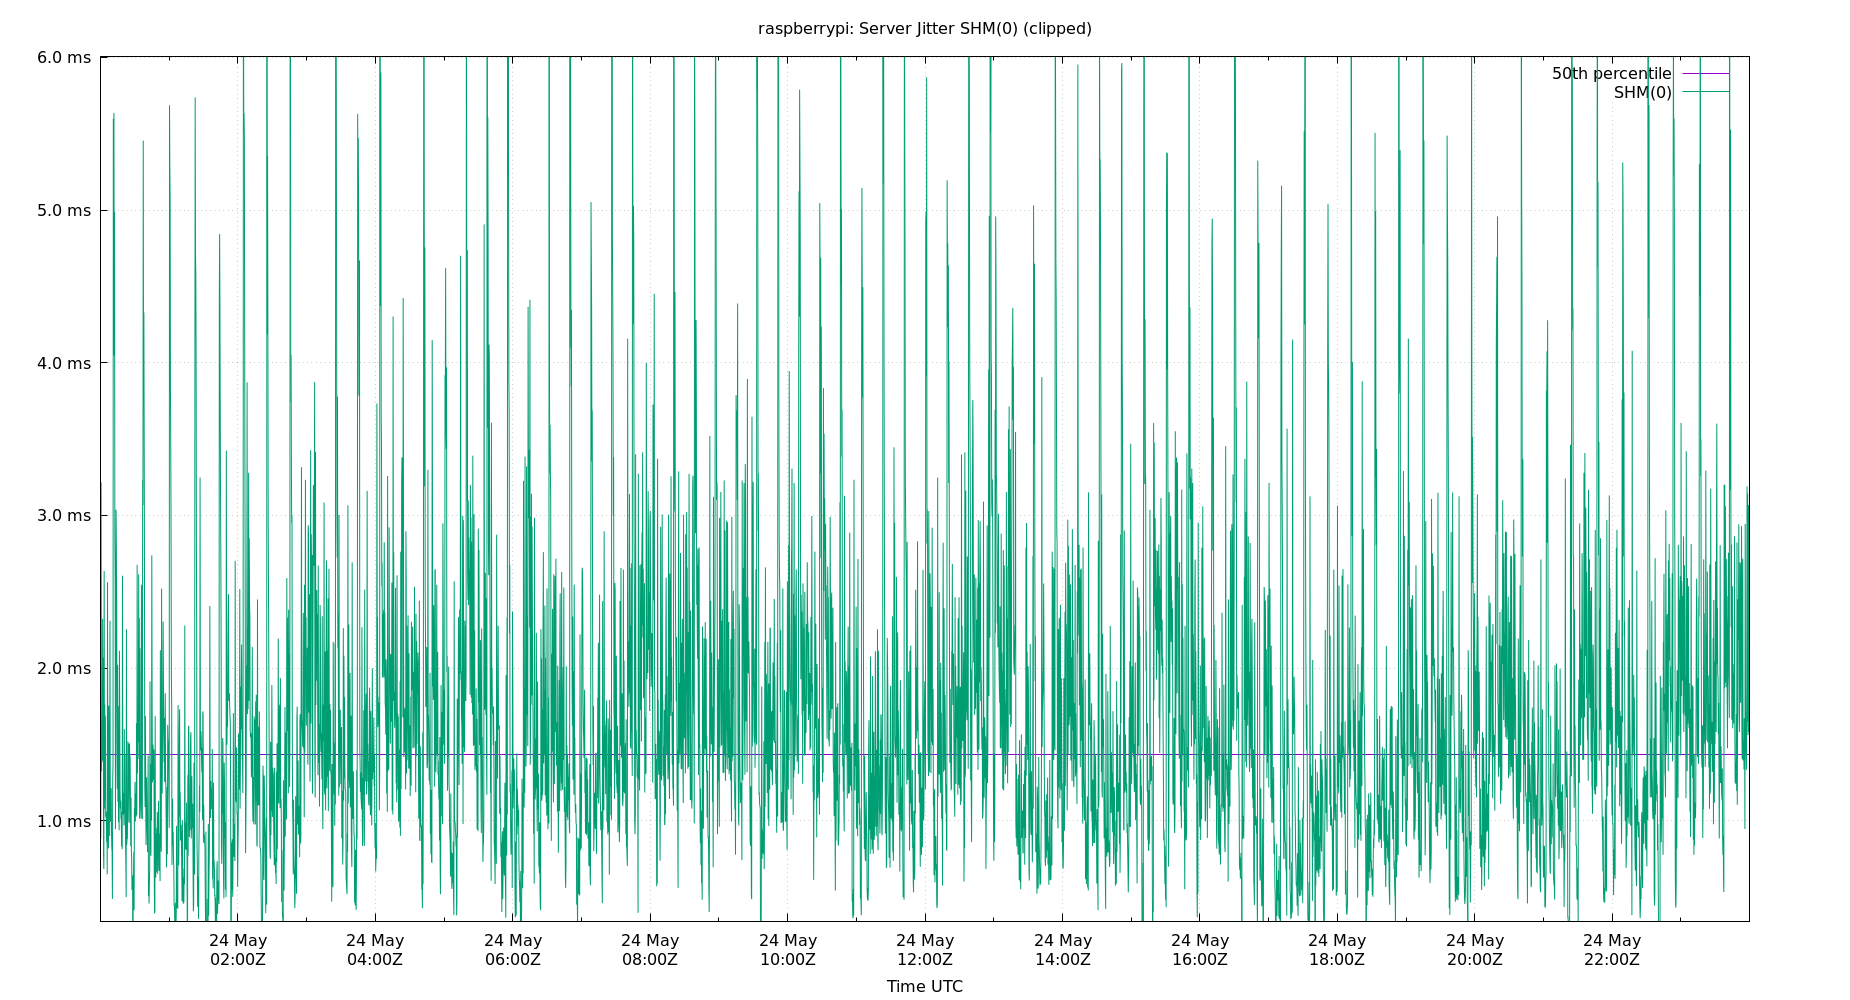 raspberrypi: Server Jitter SHM(0) (clipped)
6.0 ms
5.0 ms
4.0 ms
3.0 ms
2.0 ms
1.0 ms
50th percentile
SHM(0)
24 May 02:00Z
24 May 04:00Z
24 May 06:00Z
24 May 08:00Z
24 May 10:00Z
24 May 12:00Z
24 May 14:00Z
24 May 16:00Z
24 May 18:00Z
24 May 20:00Z
24 May 22:00Z
Time UTC